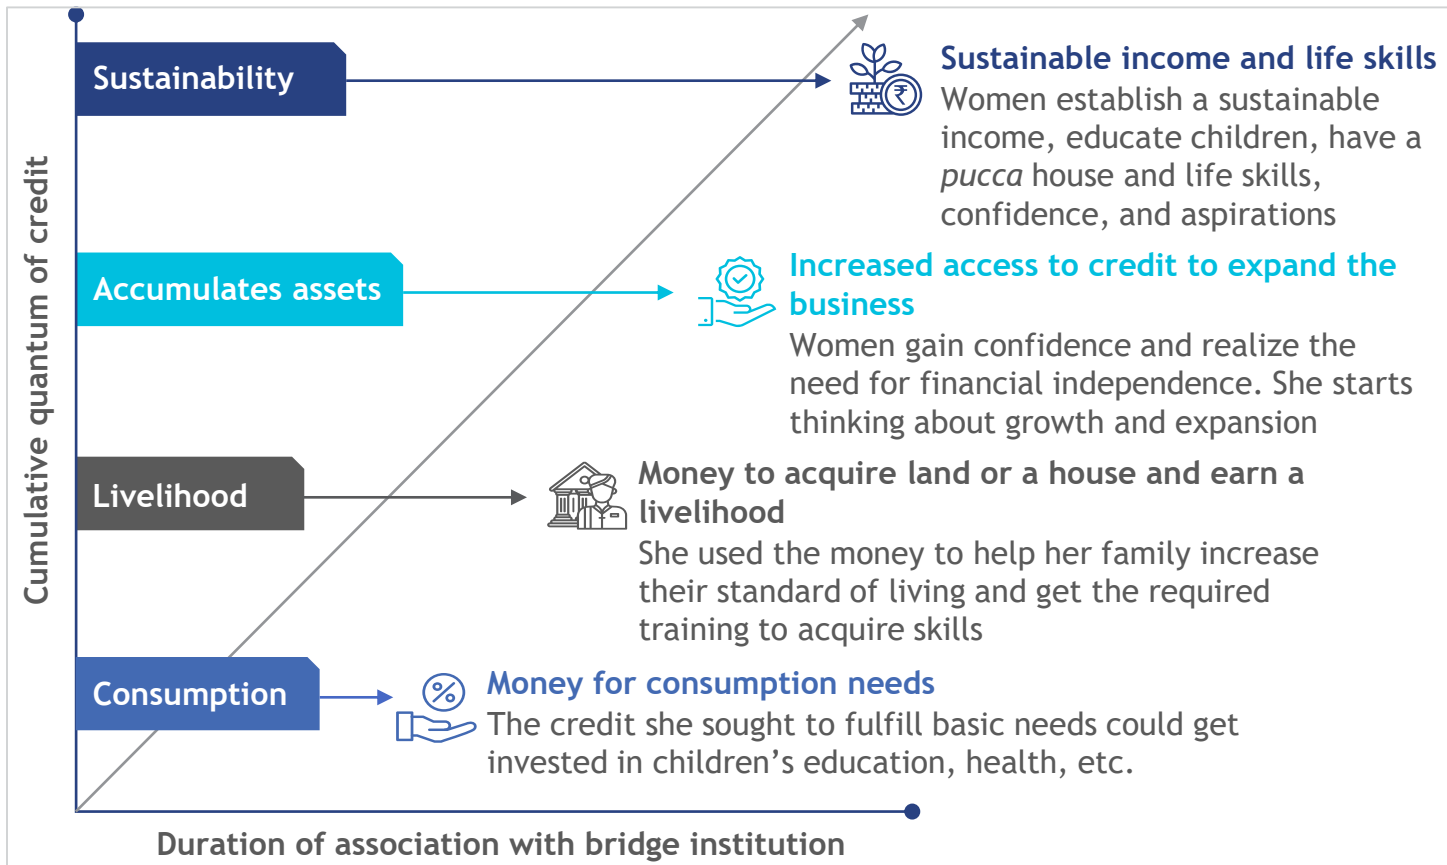 Cumulative quantum of credit
Sustainability
Sustainable income and life skills
Women establish a sustainable
income, educate children, have a
pucca house and life skills,
confidence, and aspirations
₹
Accumulates assets
Increased access to credit to expand the
business
Women gain confidence and realize the
need for financial independence. She starts
thinking about growth and expansion
Livelihood
Money to acquire land or a house and earn a
livelihood
She used the money to help her family increase
their standard of living and get the required
training to acquire skills
Consumption
%
Money for consumption needs
The credit she sought to fulfill basic needs could get
invested in children’s education, health, etc.
Duration of association with bridge institution